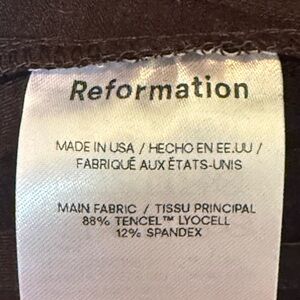 Reformation
MADE IN USA / HECHO EN EE.UU /
FABRIQUÉ AUX ÉTATS-UNIS
MAIN FABRIC / TISSU PRINCIPAL
88% TENCEL™ LYOCELL
12% SPANDEX